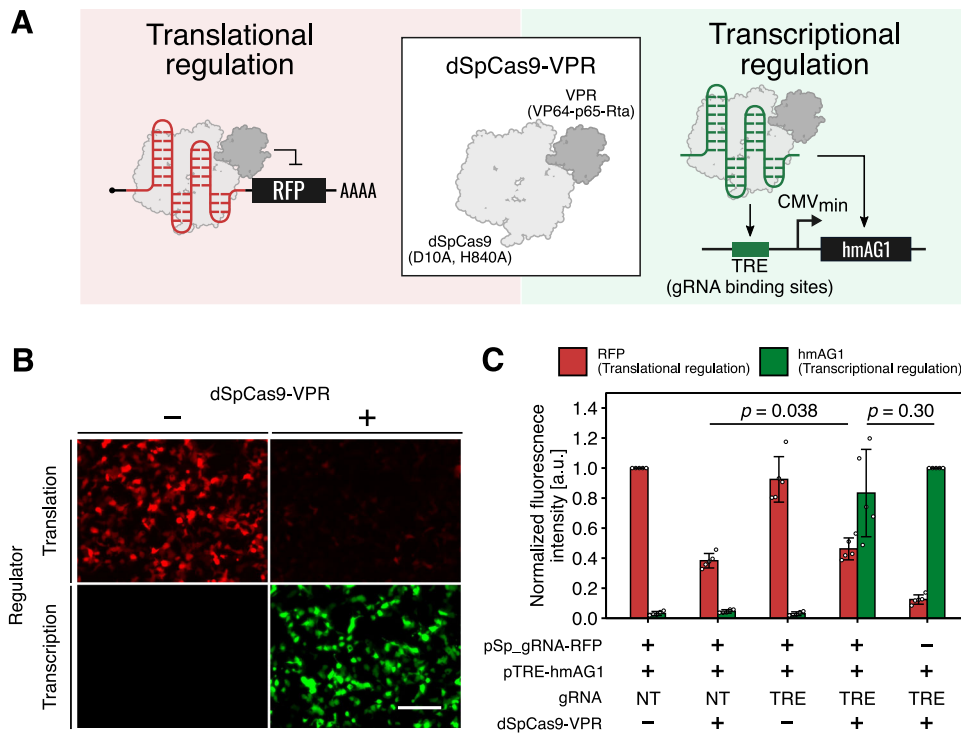 A
Translational
regulation
RFP
AAAA
dSpCas9-VPR
VPR
(VP64-p65-Rta)
dSpCas9
(D10A, H840A)
Transcriptional
regulation
CMVmin
hmAG1
TRE
(gRNA binding sites)
B
dSpCas9-VPR
− +
Regulator
Translation
Transcription
C
RFP
(Translational regulation)
hmAG1
(Transcriptional regulation)
Normalized fluoresenece
intensity [a.u.]
1.4
1.2
1.0
0.8
0.6
0.4
0.2
0.0
p = 0.038
p = 0.30
pSp_gRNA-RFP + + + + −
pTRE-hmAG1 + + + + +
gRNA NT NT TRE TRE TRE
dSpCas9-VPR − + − + +